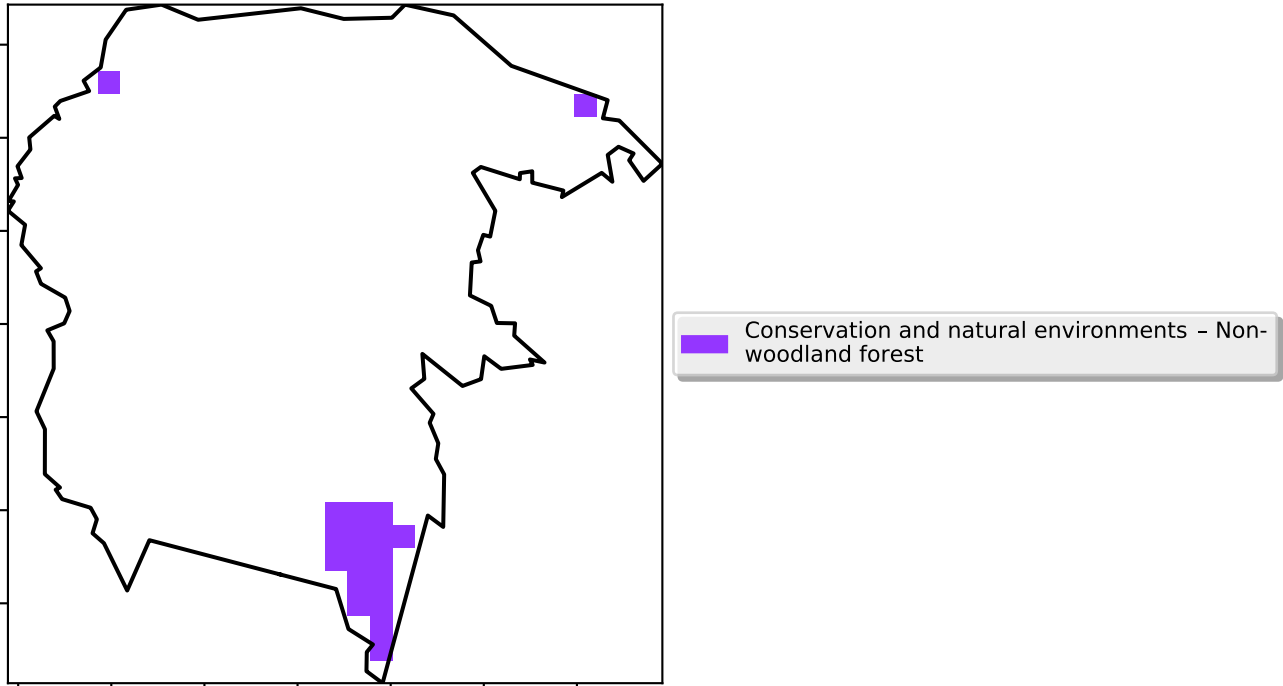 Conservation and natural environments – Non-
woodland forest